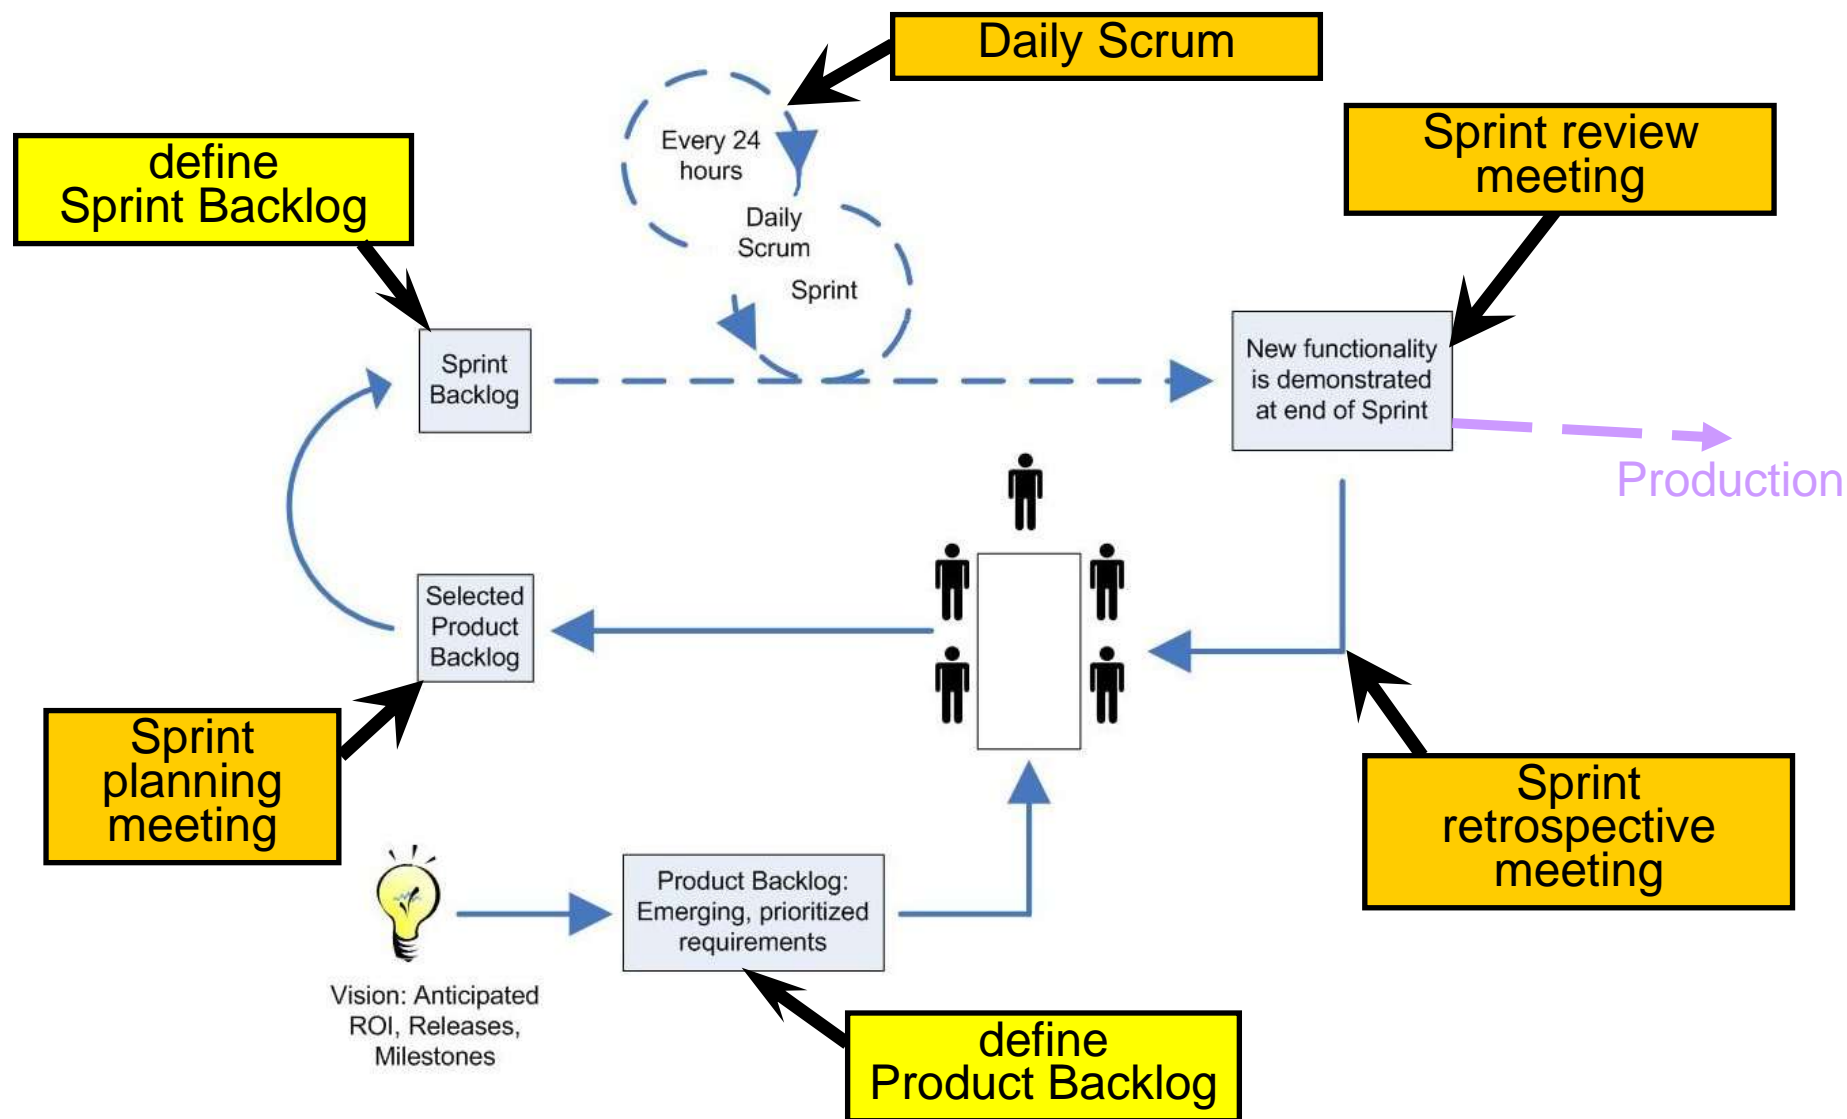 Daily Scrum
Sprint review
meeting
define
Sprint Backlog
Every 24
hours
Daily
Scrum
Sprint
Sprint
Backlog
New functionality
is demonstrated
at end of Sprint
Production
Selected
Product
Backlog
Sprint
planning
meeting
Sprint
retrospective
meeting
Product Backlog:
Emerging, prioritized
requirements
Vision: Anticipated
ROI, Releases,
Milestones
define
Product Backlog